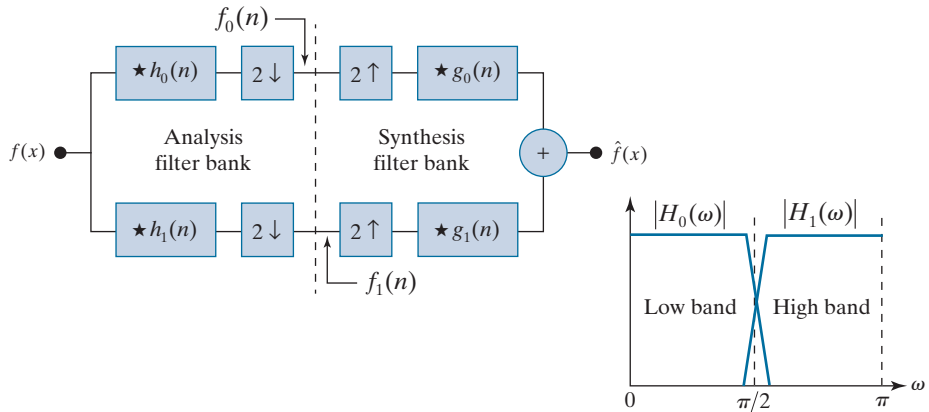 f₀(n)
★ h₀(n)
2 ↓
2 ↑
★ g₀(n)
f(x)
Analysis
filter bank
Synthesis
filter bank
+
f̂(x)
★ h₁(n)
2 ↓
2 ↑
★ g₁(n)
f₁(n)
|H₀(ω)|
|H₁(ω)|
Low band
High band
0
π/2
π
ω